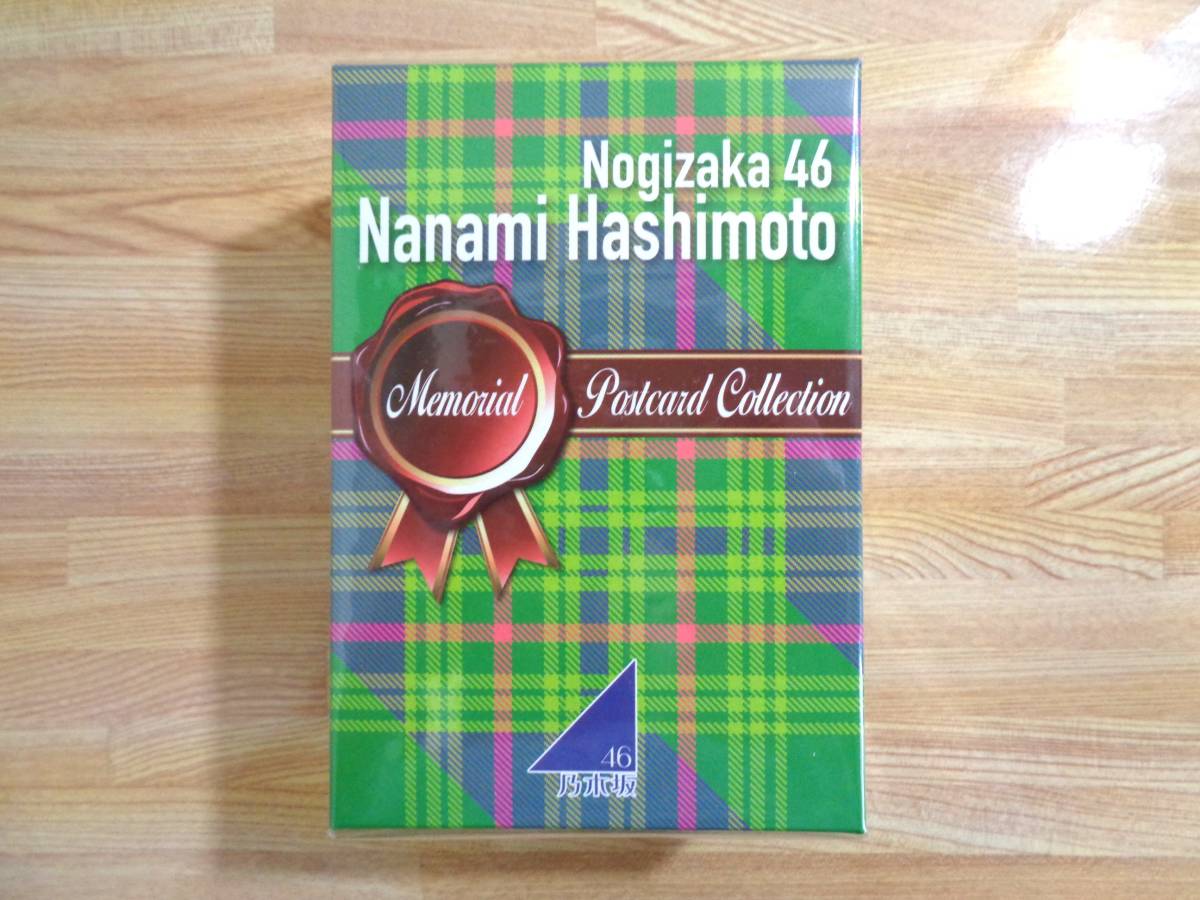 Nogizaka 46
Nanami Hashimoto
Memorial Postcard Collection
46
乃木坂